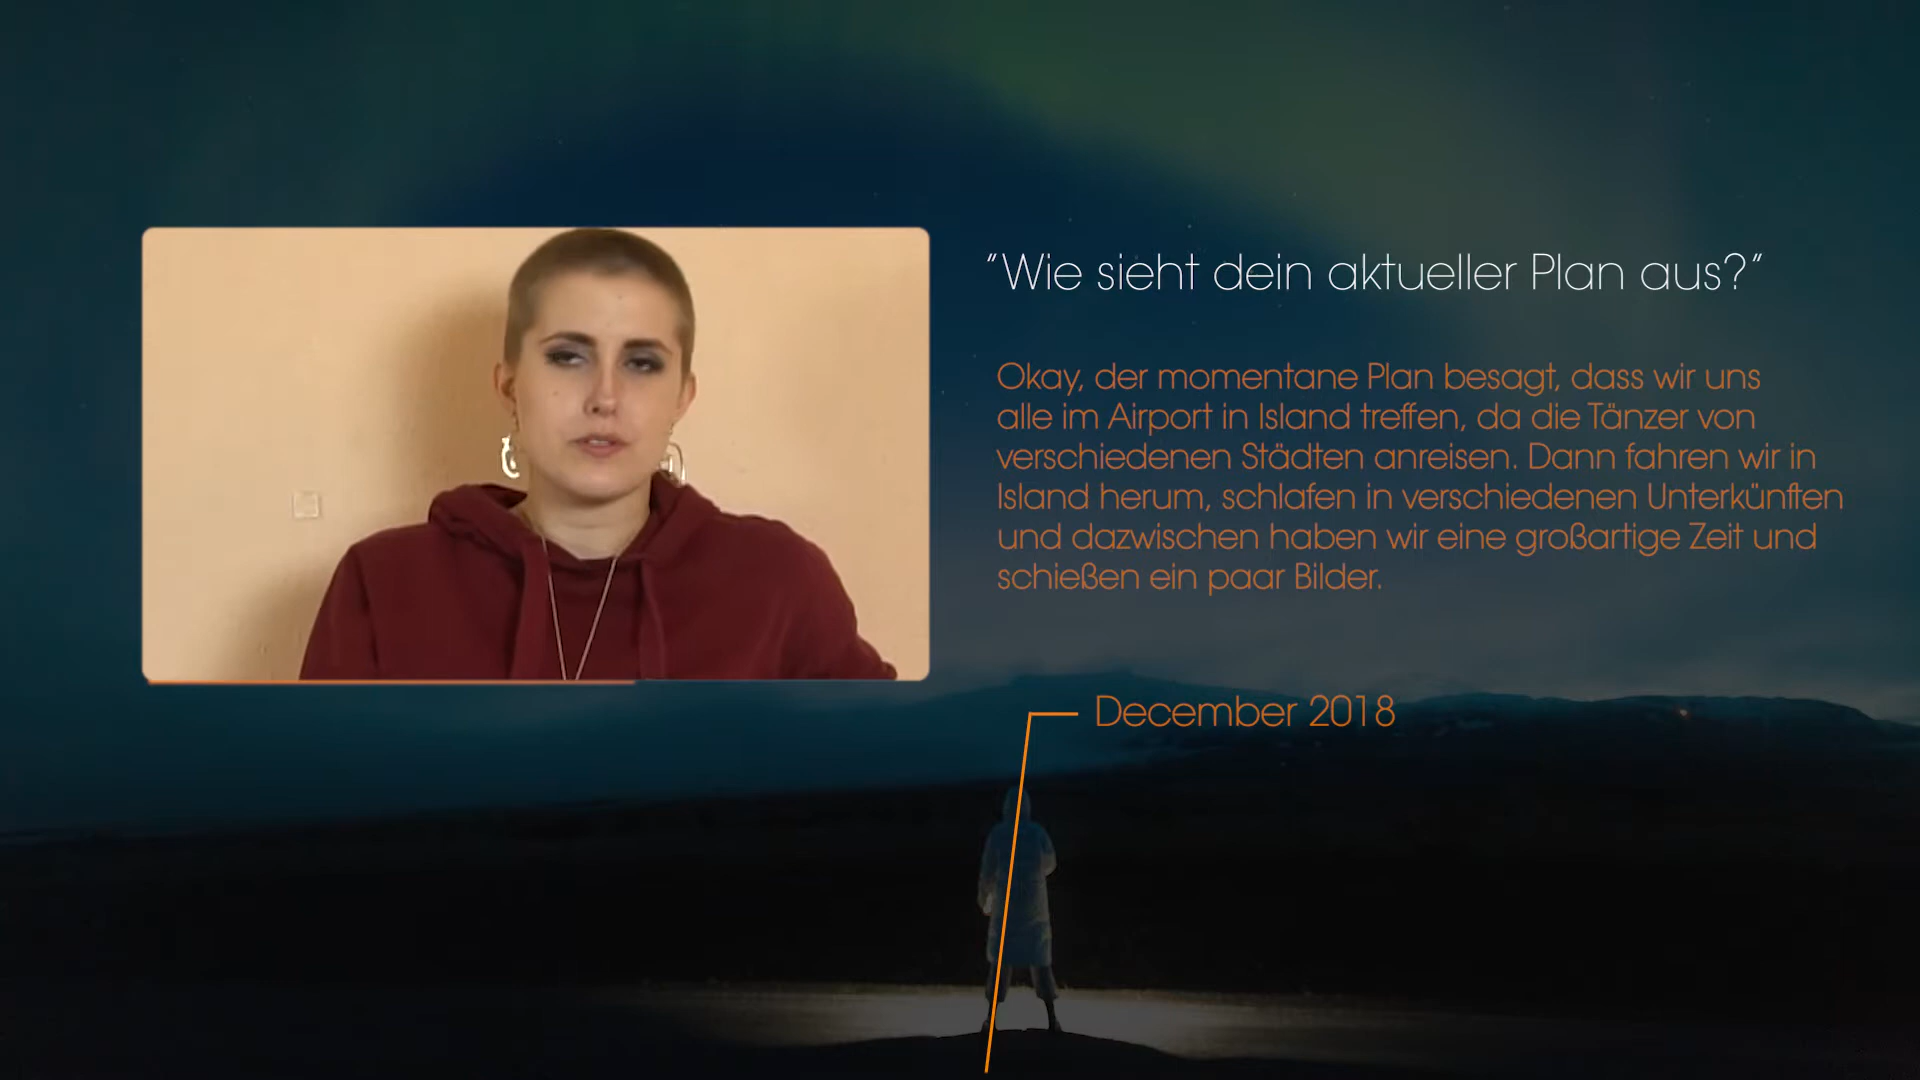 “Wie sieht dein aktueller Plan aus?”
Okay, der momentane Plan besagt, dass wir uns
alle im Airport in Island treffen, da die Tänzer von
verschiedenen Städten anreisen. Dann fahren wir in
Island herum, schlafen in verschiedenen Unterkünften
und dazwischen haben wir eine großartige Zeit und
schießen ein paar Bilder.
December 2018